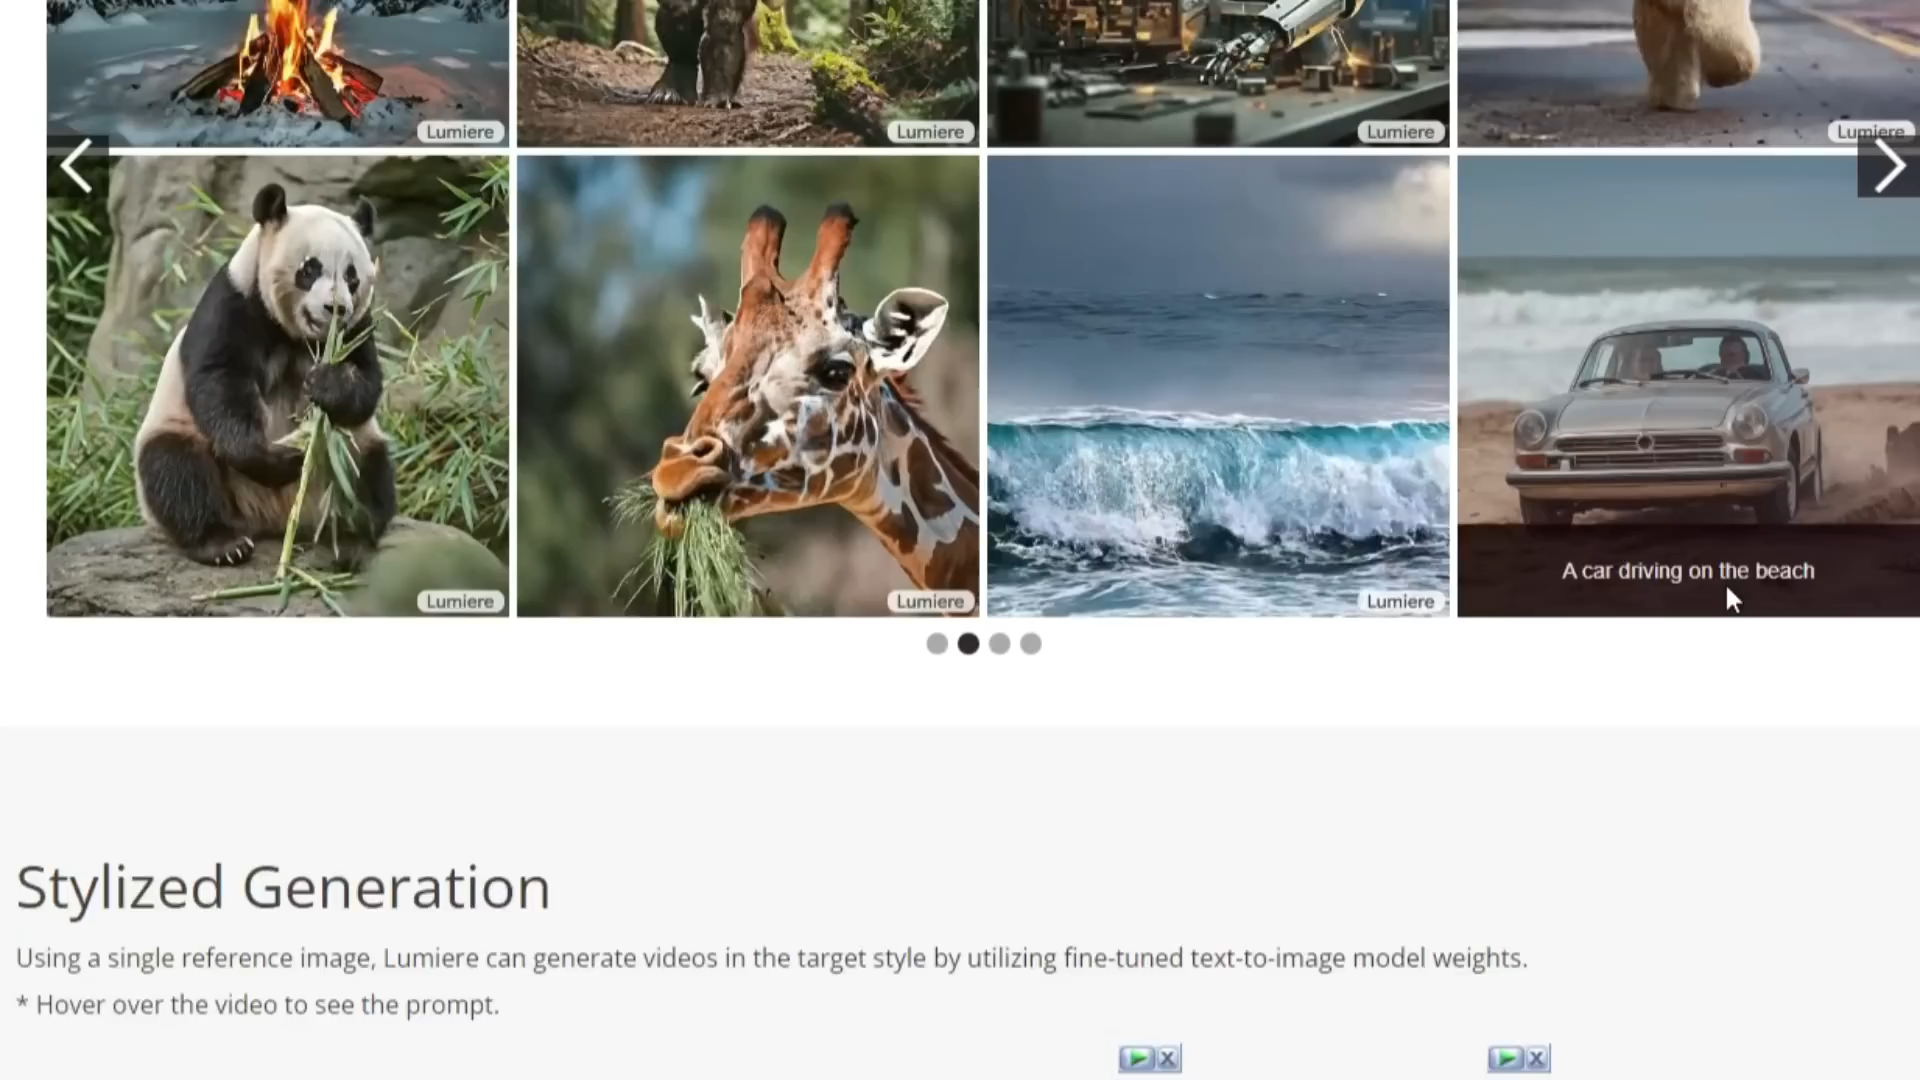 Lumiere
Lumiere
Lumiere
Lumiere
Lumiere
Lumiere
Lumiere
A car driving on the beach
Stylized Generation
Using a single reference image, Lumiere can generate videos in the target style by utilizing fine-tuned text-to-image model weights.
* Hover over the video to see the prompt.